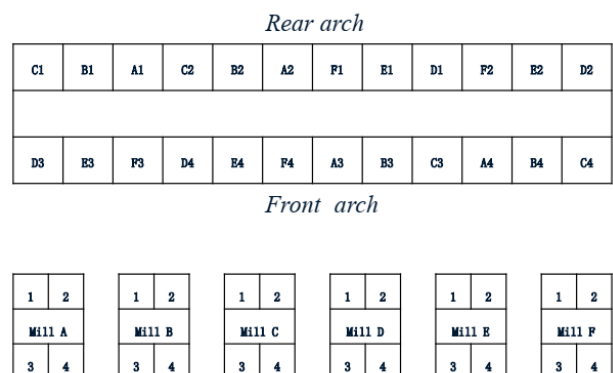 Rear arch
C1 B1 A1 C2 B2 A2 F1 E1 D1 F2 E2 D2
D3 E3 F3 D4 E4 F4 A3 B3 C3 A4 B4 C4
Front arch
1 2 1 2 1 2 1 2 1 2 1 2
Mill A Mill B Mill C Mill D Mill E Mill F
3 4 3 4 3 4 3 4 3 4 3 4